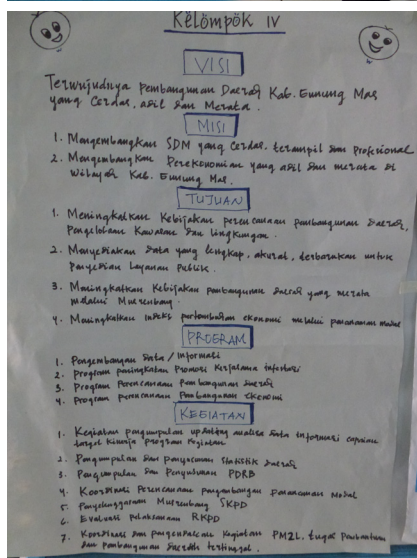 Kelompok IV
VISI
Terwujudnya pembangunan Daerah Kab. Gunung Mas
yang Cerdas, adil dan Merata.
MISI
1. Mengembangkan SDM yang Cerdas, terampil dan Profesional
2. Mengembangkan Perekonomian yang adil dan merata di
Wilayah Kab. Gunung Mas.
TUJUAN
1. Meningkatkan Kebijakan perencanaan pembangunan Daerah,
Pengelolaan Kawasan dan Lingkungan.
2. Menyediakan data yang lengkap, akurat, terbarukan untuk
Penyediaan Layanan Publik.
3. Meningkatkan Kebijakan pembangunan daerah yang merata
melalui Musrenbang.
4. Meningkatkan Indeks pertumbuhan ekonomi melalui penanaman modal
PROGRAM
1. Pengembangan data / Informasi
2. Program peningkatan Promosi Kerjasama Investasi
3. Program Perencanaan Pembangunan Daerah
4. Program perencanaan Pembangunan Ekonomi
KEGIATAN
1. Kegiatan pengumpulan updating analisa data Informasi capaian
target Kinerja program Kegiatan
2. Pengumpulan dan penyusunan Statistik Daerah
3. Pengumpulan dan Penyusunan PDRB
4. Koordinasi Perencanaan pengembangan penanaman Modal
5. Penyelenggaraan Musrenbang SKPD
6. Evaluasi pelaksanaan RKPD
7. Koordinasi dan pengendalian Kegiatan PM2L, tugas Pembantuan
dan pembangunan Daerah tertinggal.